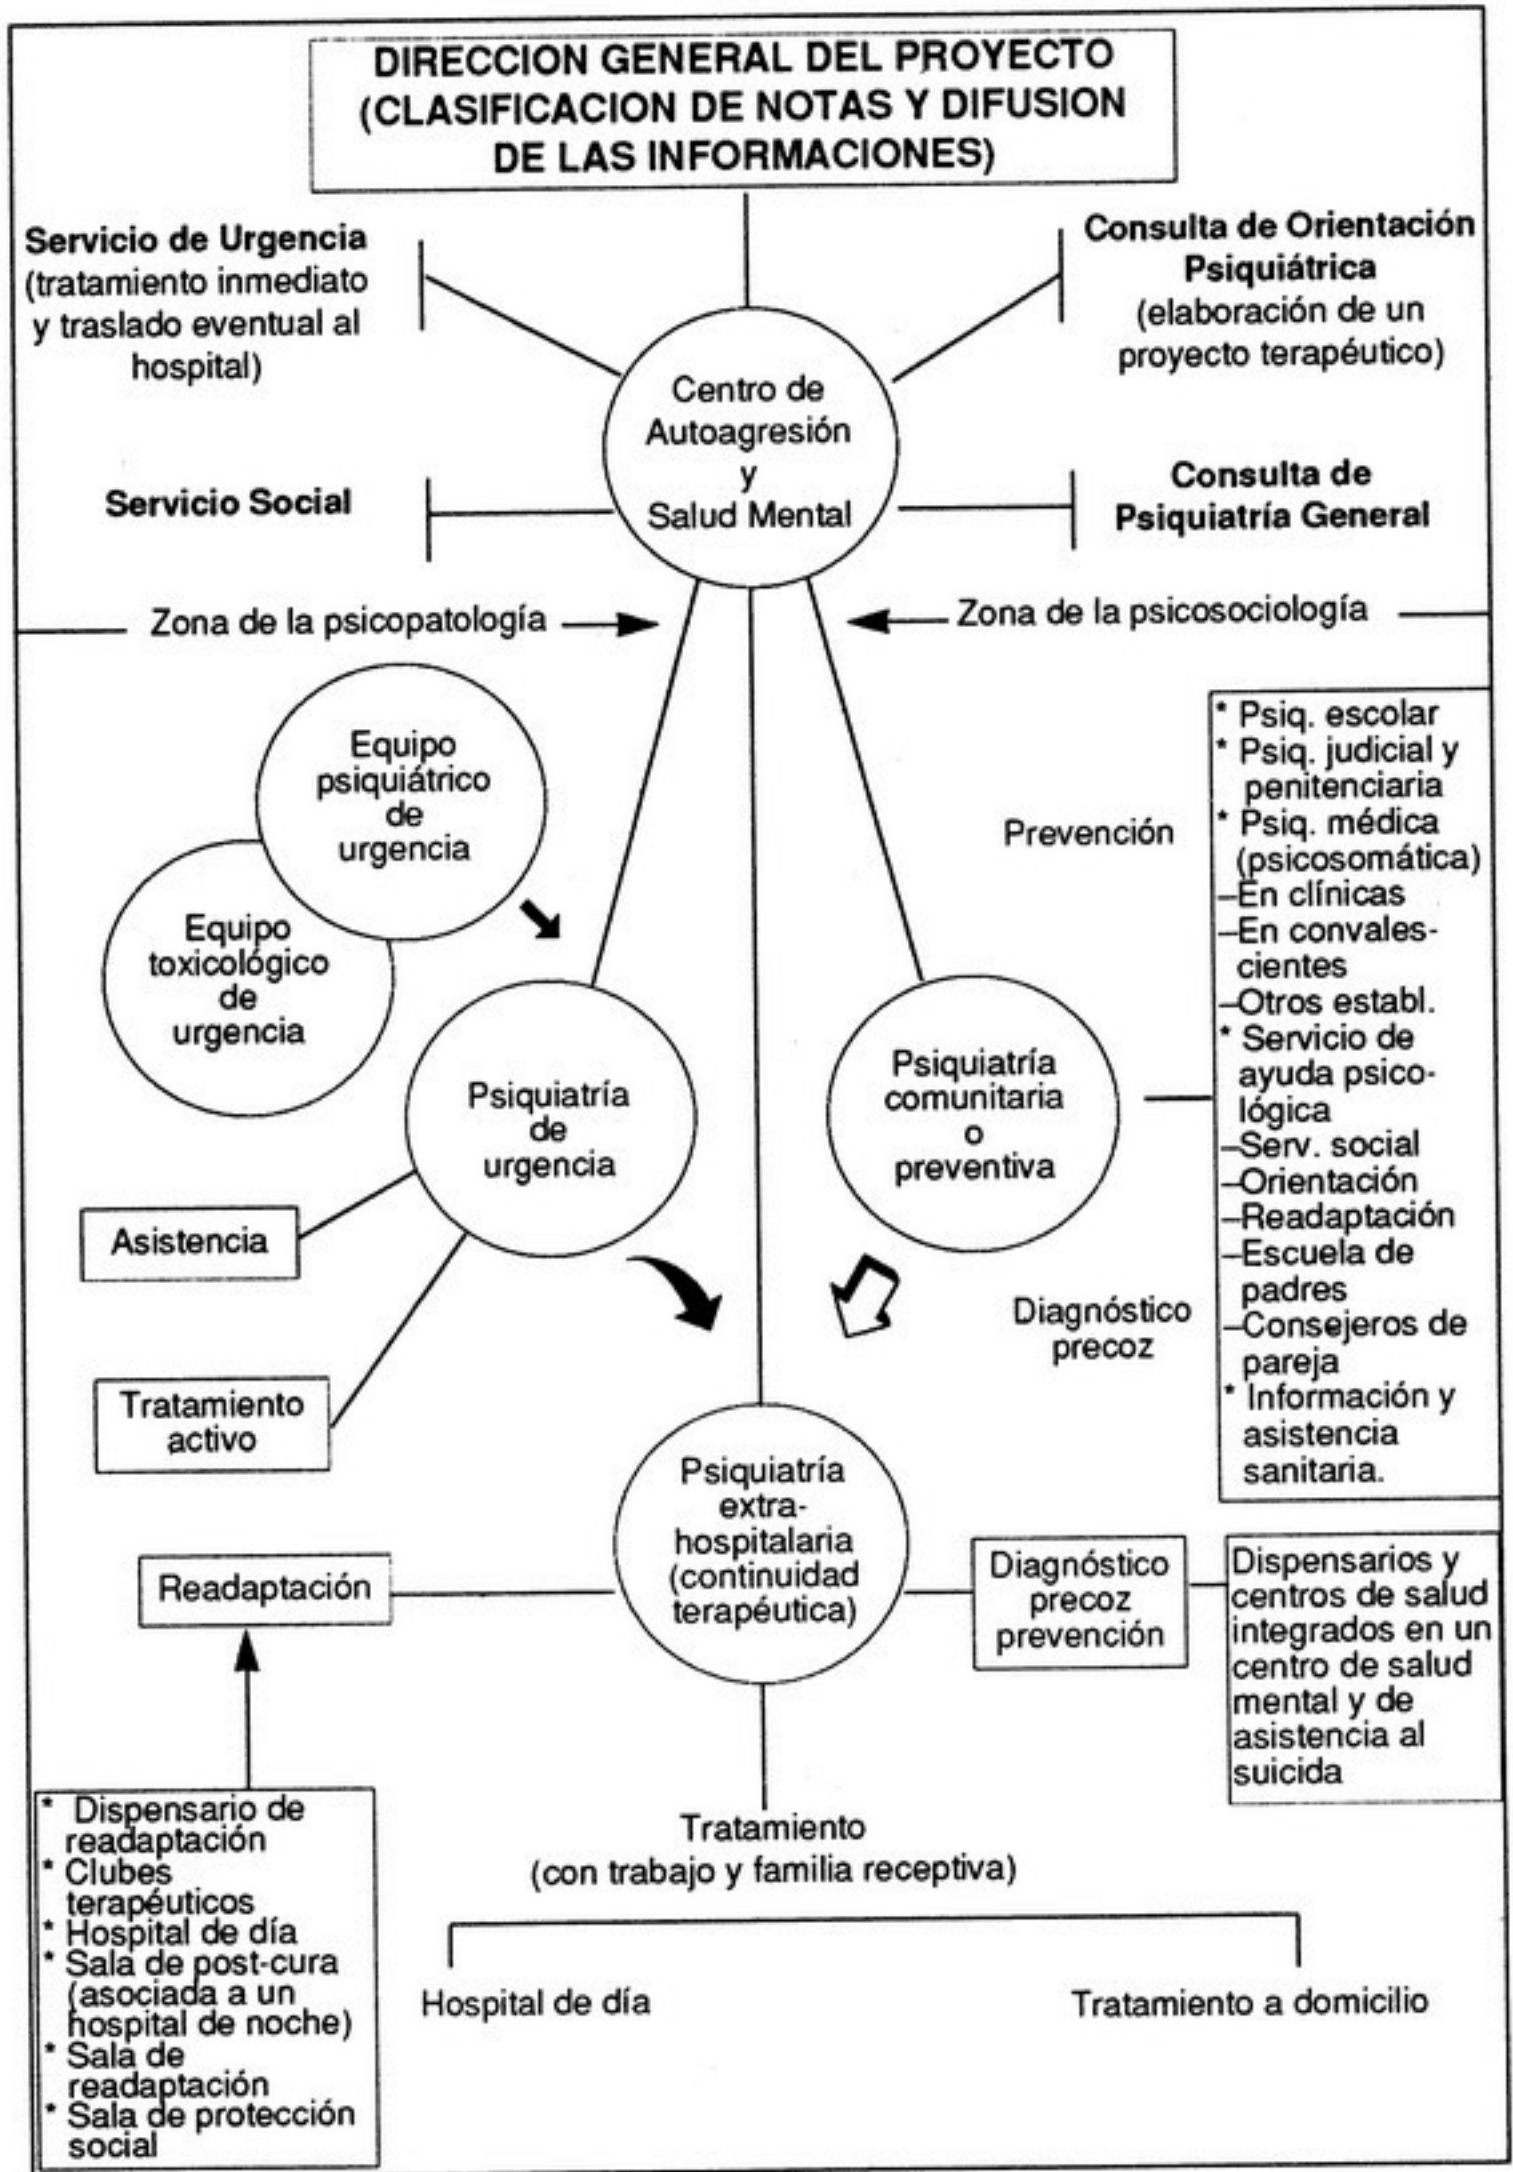 DIRECCION GENERAL DEL PROYECTO
(CLASIFICACION DE NOTAS Y DIFUSION
DE LAS INFORMACIONES)
Servicio de Urgencia
(tratamiento inmediato
y traslado eventual al
hospital)
Consulta de Orientación
Psiquiátrica
(elaboración de un
proyecto terapéutico)
Centro de
Autoagresión
y
Salud Mental
Servicio Social
Consulta de
Psiquiatría General
Zona de la psicopatología
Zona de la psicosociología
Equipo
psiquiátrico
de
urgencia
Equipo
toxicológico
de
urgencia
Psiquiatría
de
urgencia
Asistencia
Tratamiento
activo
Prevención
Psiquiatría
comunitaria
o
preventiva
Diagnóstico
precoz
* Psiq. escolar
* Psiq. judicial y
penitenciaria
* Psiq. médica
(psicosomática)
–En clínicas
–En convales-
cientes
–Otros establ.
* Servicio de
ayuda psico-
lógica
–Serv. social
–Orientación
–Readaptación
–Escuela de
padres
–Consejeros de
pareja
* Información y
asistencia
sanitaria.
Psiquiatría
extra-
hospitalaria
(continuidad
terapéutica)
Readaptación
Diagnóstico
precoz
prevención
Dispensarios y
centros de salud
integrados en un
centro de salud
mental y de
asistencia al
suicida
* Dispensario de
readaptación
* Clubes
terapéuticos
* Hospital de día
* Sala de post-cura
(asociada a un
hospital de noche)
* Sala de
readaptación
* Sala de protección
social
Tratamiento
(con trabajo y familia receptiva)
Hospital de día
Tratamiento a domicilio